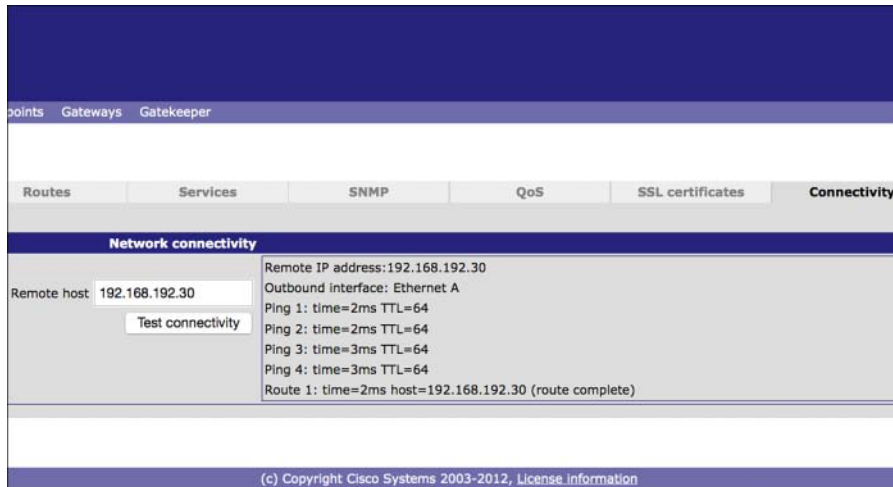 points Gateways Gatekeeper
Routes Services SNMP QoS SSL certificates Connectivity
Network connectivity
Remote host 192.168.192.30
Test connectivity
Remote IP address:192.168.192.30
Outbound interface: Ethernet A
Ping 1: time=2ms TTL=64
Ping 2: time=2ms TTL=64
Ping 3: time=3ms TTL=64
Ping 4: time=3ms TTL=64
Route 1: time=2ms host=192.168.192.30 (route complete)
(c) Copyright Cisco Systems 2003-2012, License information